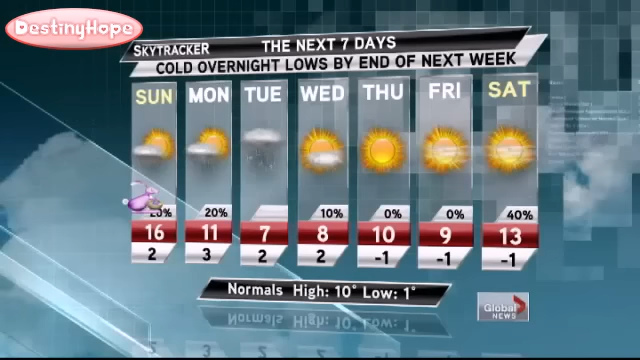 DestinyHope
SKYTRACKER THE NEXT 7 DAYS
COLD OVERNIGHT LOWS BY END OF NEXT WEEK
SUN MON TUE WED THU FRI SAT
20% 20% 10% 0% 0% 40%
16 11 7 8 10 9 13
2 3 2 2 -1 -1 -1
Normals High: 10° Low: 1°
Global
NEWS